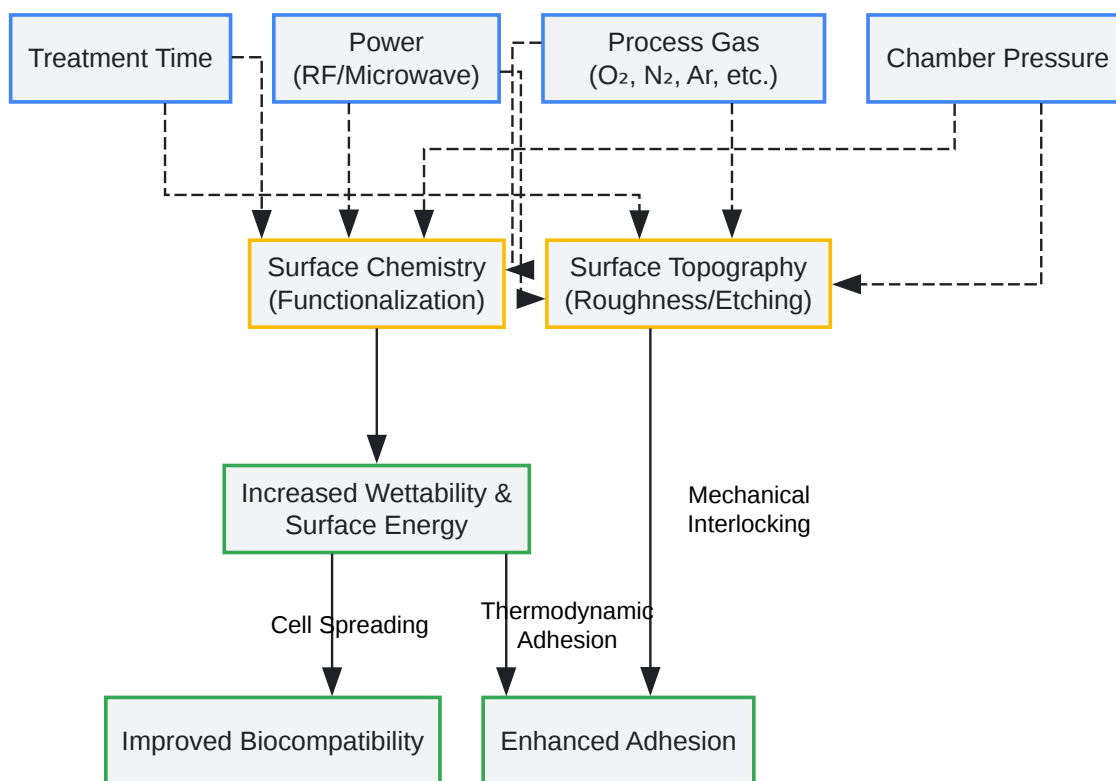 Treatment Time
Power
(RF/Microwave)
Process Gas
(O₂, N₂, Ar, etc.)
Chamber Pressure
Surface Chemistry
(Functionalization)
Surface Topography
(Roughness/Etching)
Increased Wettability &
Surface Energy
Mechanical
Interlocking
Cell Spreading
Thermodynamic
Adhesion
Improved Biocompatibility
Enhanced Adhesion